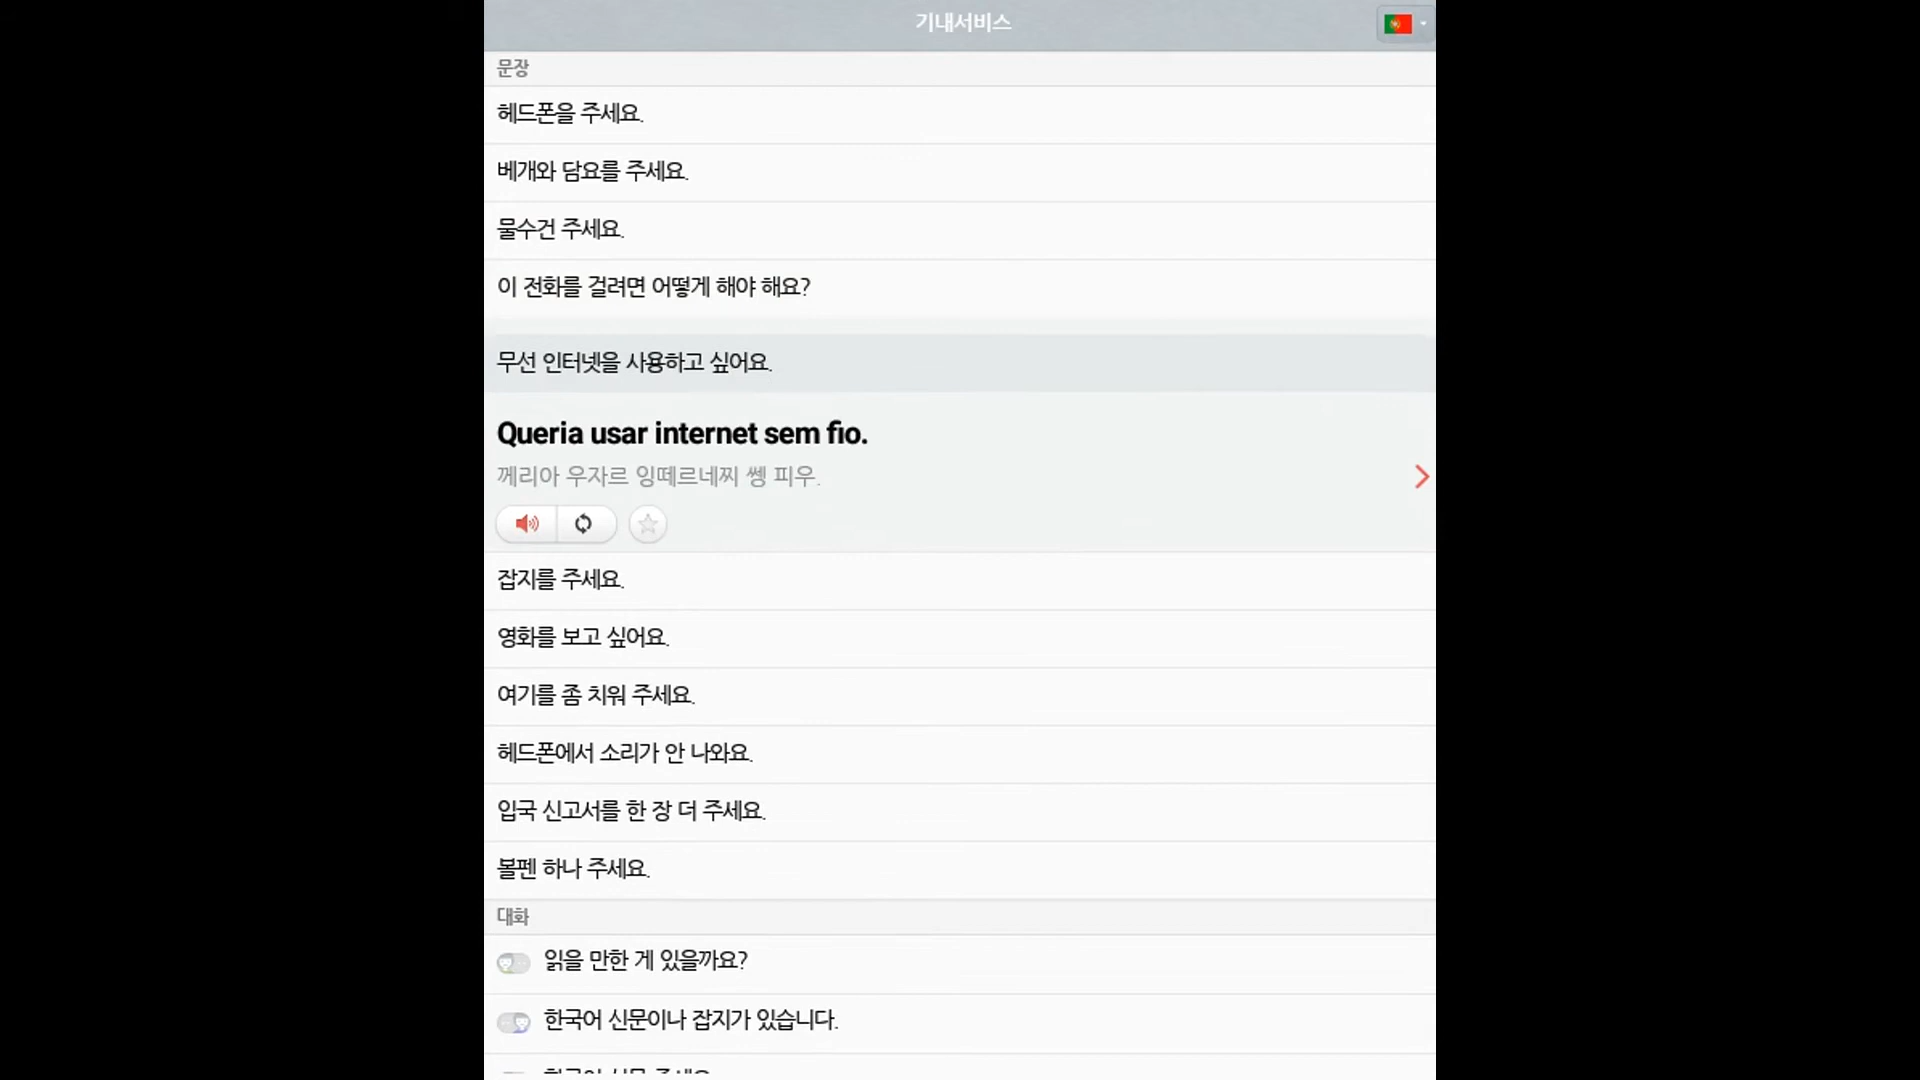 기내서비스
문장
헤드폰을 주세요.
베개와 담요를 주세요.
물수건 주세요.
이 전화를 걸려면 어떻게 해야 해요?
무선 인터넷을 사용하고 싶어요.
Queria usar internet sem fio.
께리아 우자르 잉떼르네찌 쎙 피우.
잡지를 주세요.
영화를 보고 싶어요.
여기를 좀 치워 주세요.
헤드폰에서 소리가 안 나와요.
입국 신고서를 한 장 더 주세요.
볼펜 하나 주세요.
대화
읽을 만한 게 있을까요?
한국어 신문이나 잡지가 있습니다.